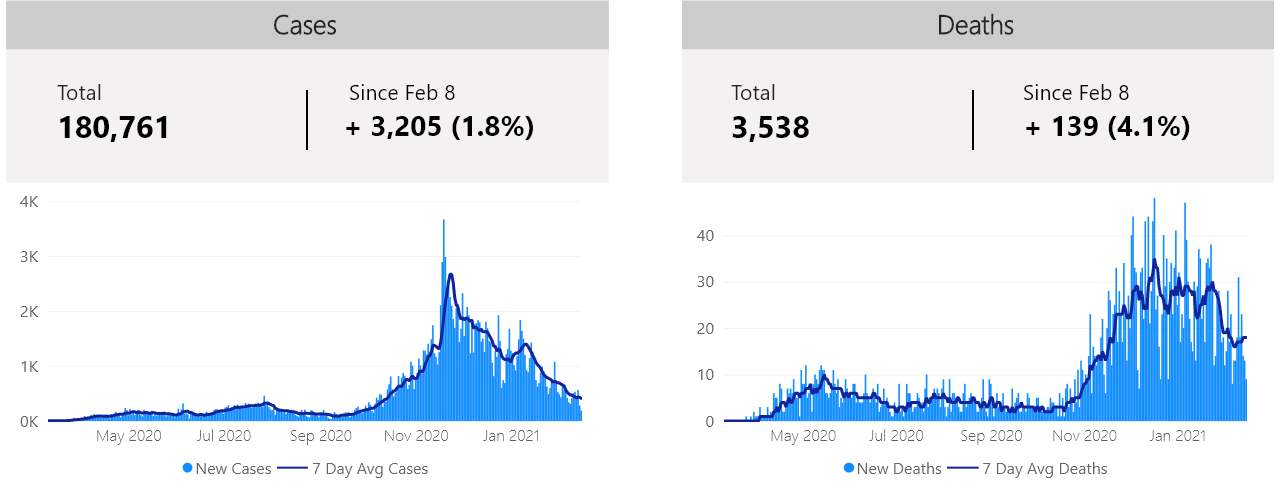 Cases
Total
180,761
Since Feb 8
+ 3,205 (1.8%)
4K
3K
2K
1K
0K
May 2020
Jul 2020
Sep 2020
Nov 2020
Jan 2021
New Cases
7 Day Avg Cases
Deaths
Total
3,538
Since Feb 8
+ 139 (4.1%)
40
30
20
10
0
May 2020
Jul 2020
Sep 2020
Nov 2020
Jan 2021
New Deaths
7 Day Avg Deaths